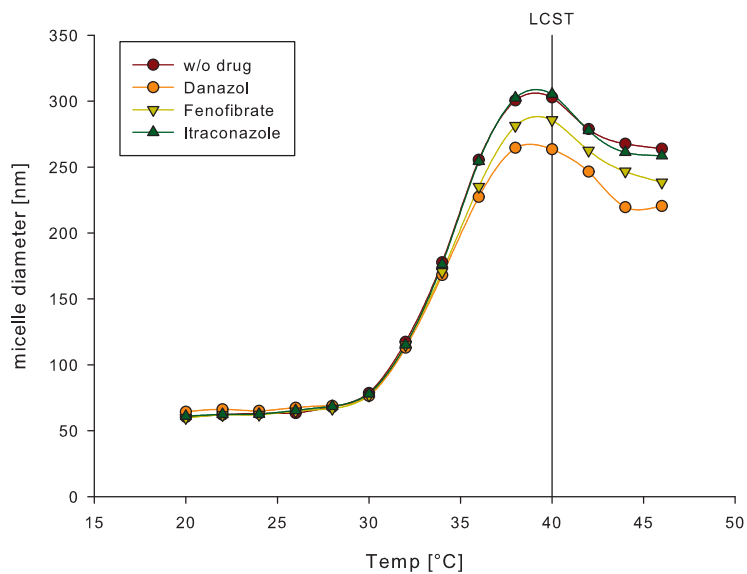 LCST
350
300
250
200
150
100
50
0
micelle diameter [nm]
w/o drug
Danazol
Fenofibrate
Itraconazole
15 20 25 30 35 40 45 50
Temp [°C]